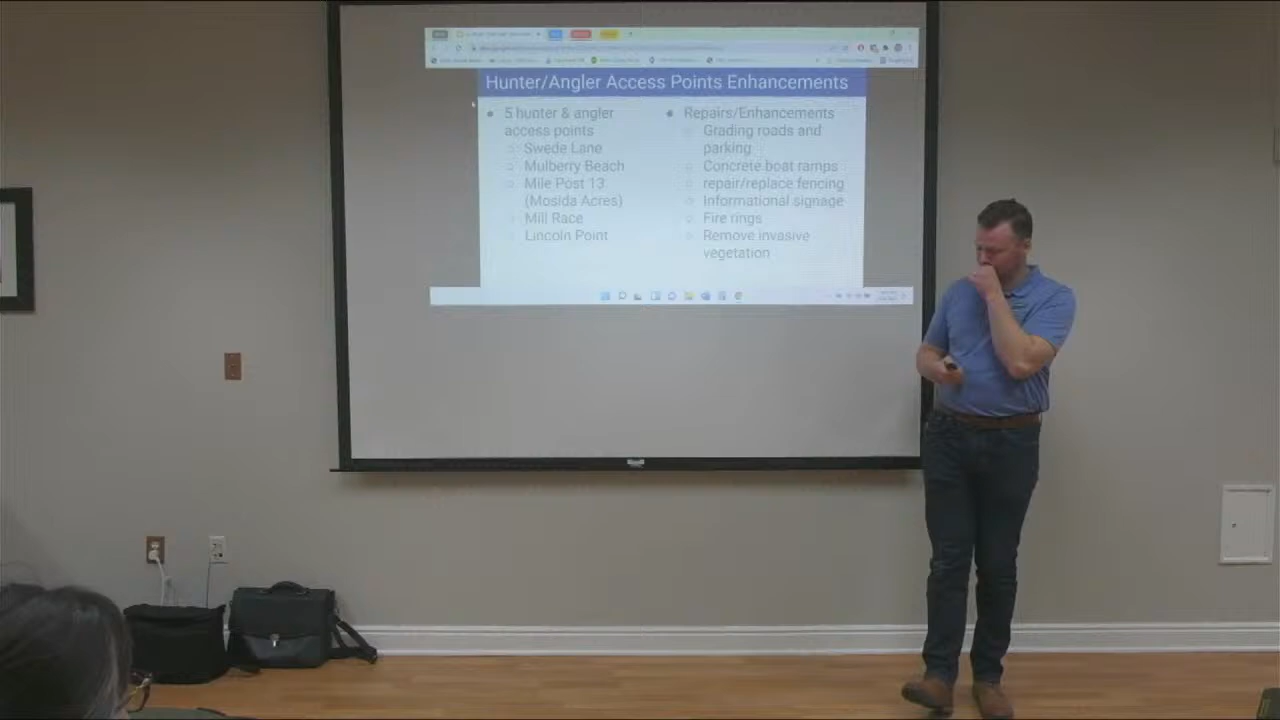 Hunter/Angler Access Points Enhancements
5 hunter & angler
access points
Swede Lane
Mulberry Beach
Mile Post 13
(Mosida Acres)
Mill Race
Lincoln Point
Repairs/Enhancements
Grading roads and
parking
Concrete boat ramps
repair/replace fencing
Informational signage
Fire rings
Remove invasive
vegetation